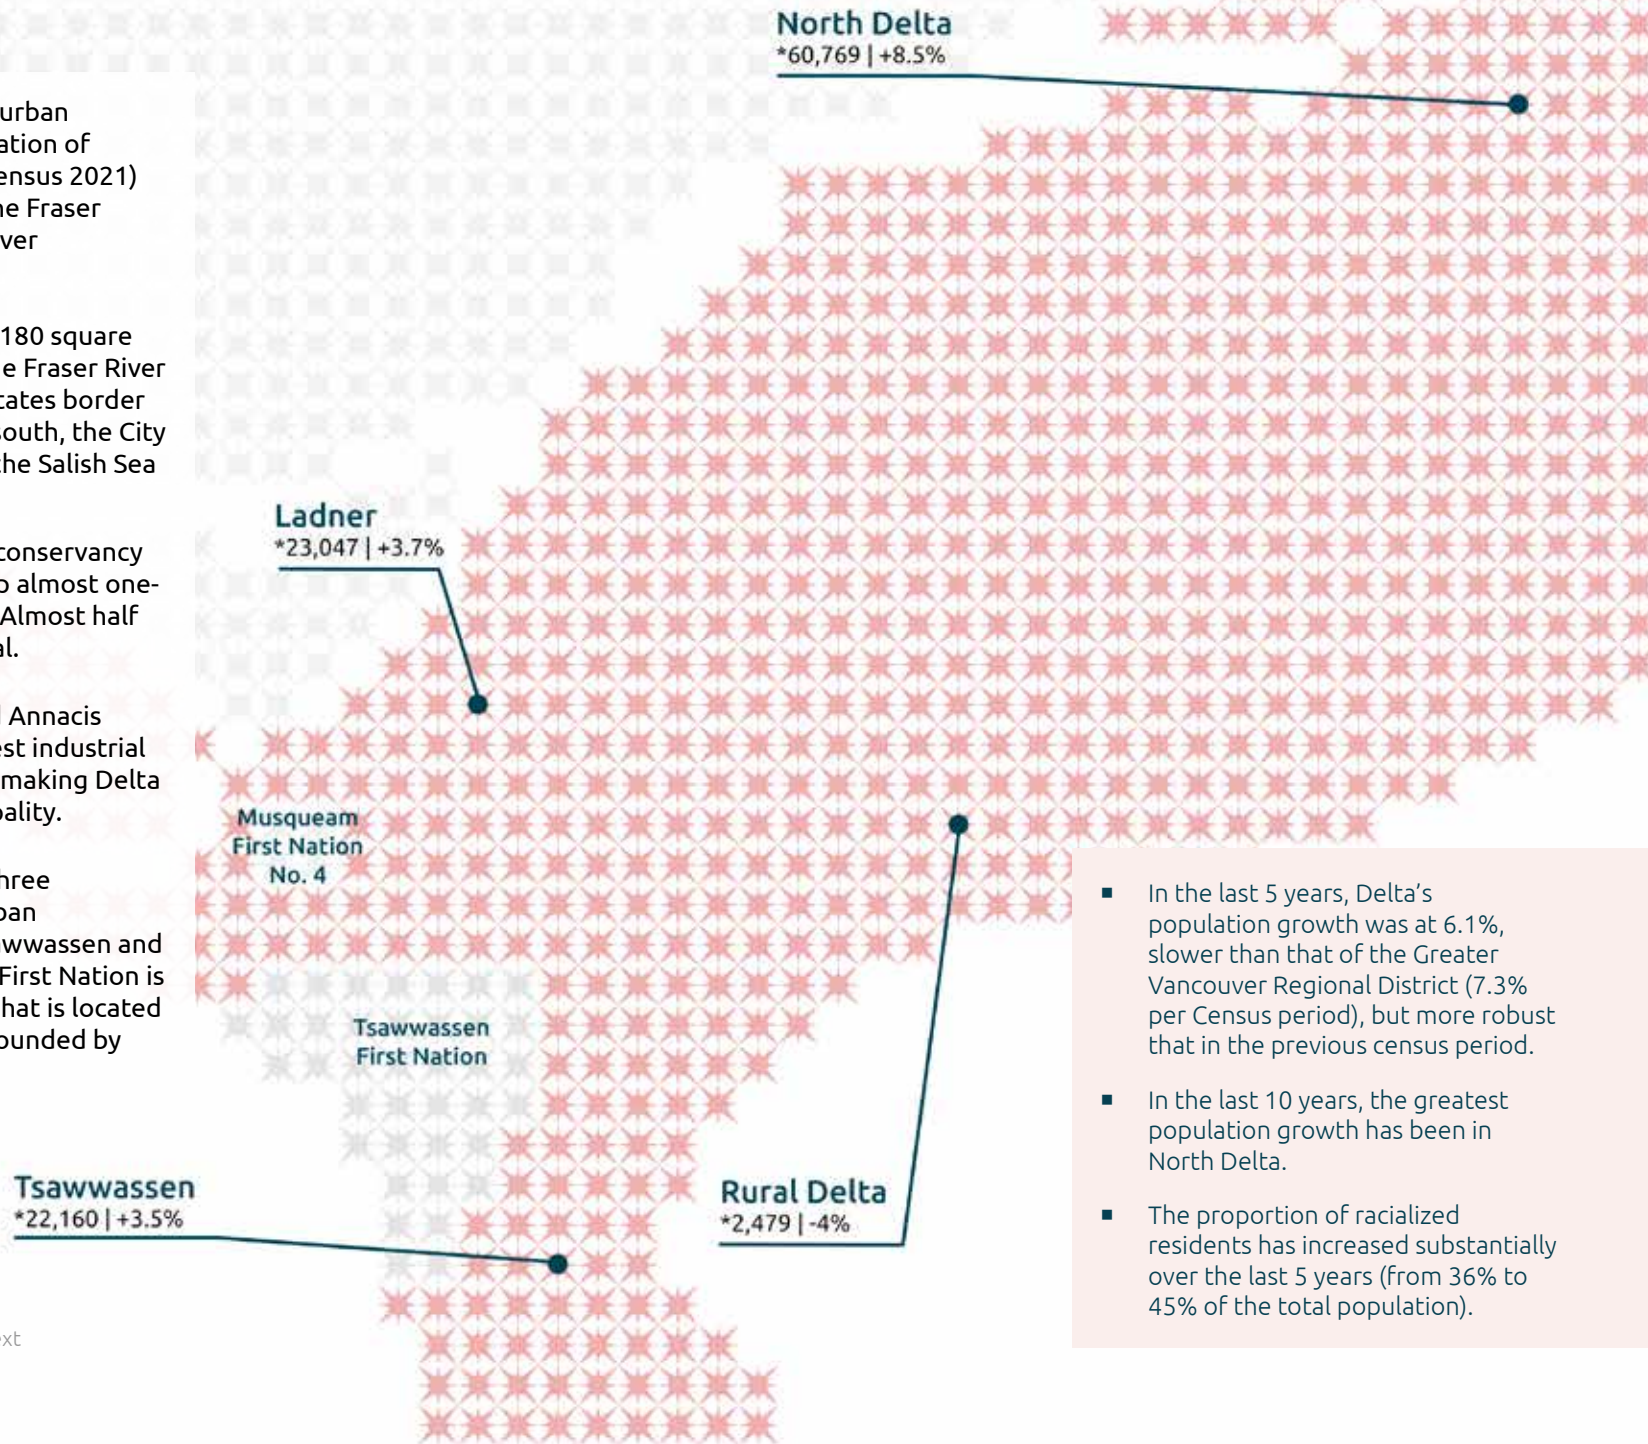 North Delta
*60,769 | +8.5%
urban
ation of
ensus 2021)
ne Fraser
ver
180 square
e Fraser River
tates border
south, the City
the Salish Sea
conservancy
o almost one-
Almost half
al.
Annacis
est industrial
making Delta
pality.
hree
ban
awwassen and
First Nation is
that is located
ounded by
Ladner
*23,047 | +3.7%
Musqueam
First Nation
No. 4
Tsawwassen
First Nation
Tsawwassen
*22,160 | +3.5%
Rural Delta
*2,479 | -4%
▪ In the last 5 years, Delta’s
population growth was at 6.1%,
slower than that of the Greater
Vancouver Regional District (7.3%
per Census period), but more robust
that in the previous census period.
▪ In the last 10 years, the greatest
population growth has been in
North Delta.
▪ The proportion of racialized
residents has increased substantially
over the last 5 years (from 36% to
45% of the total population).
ext